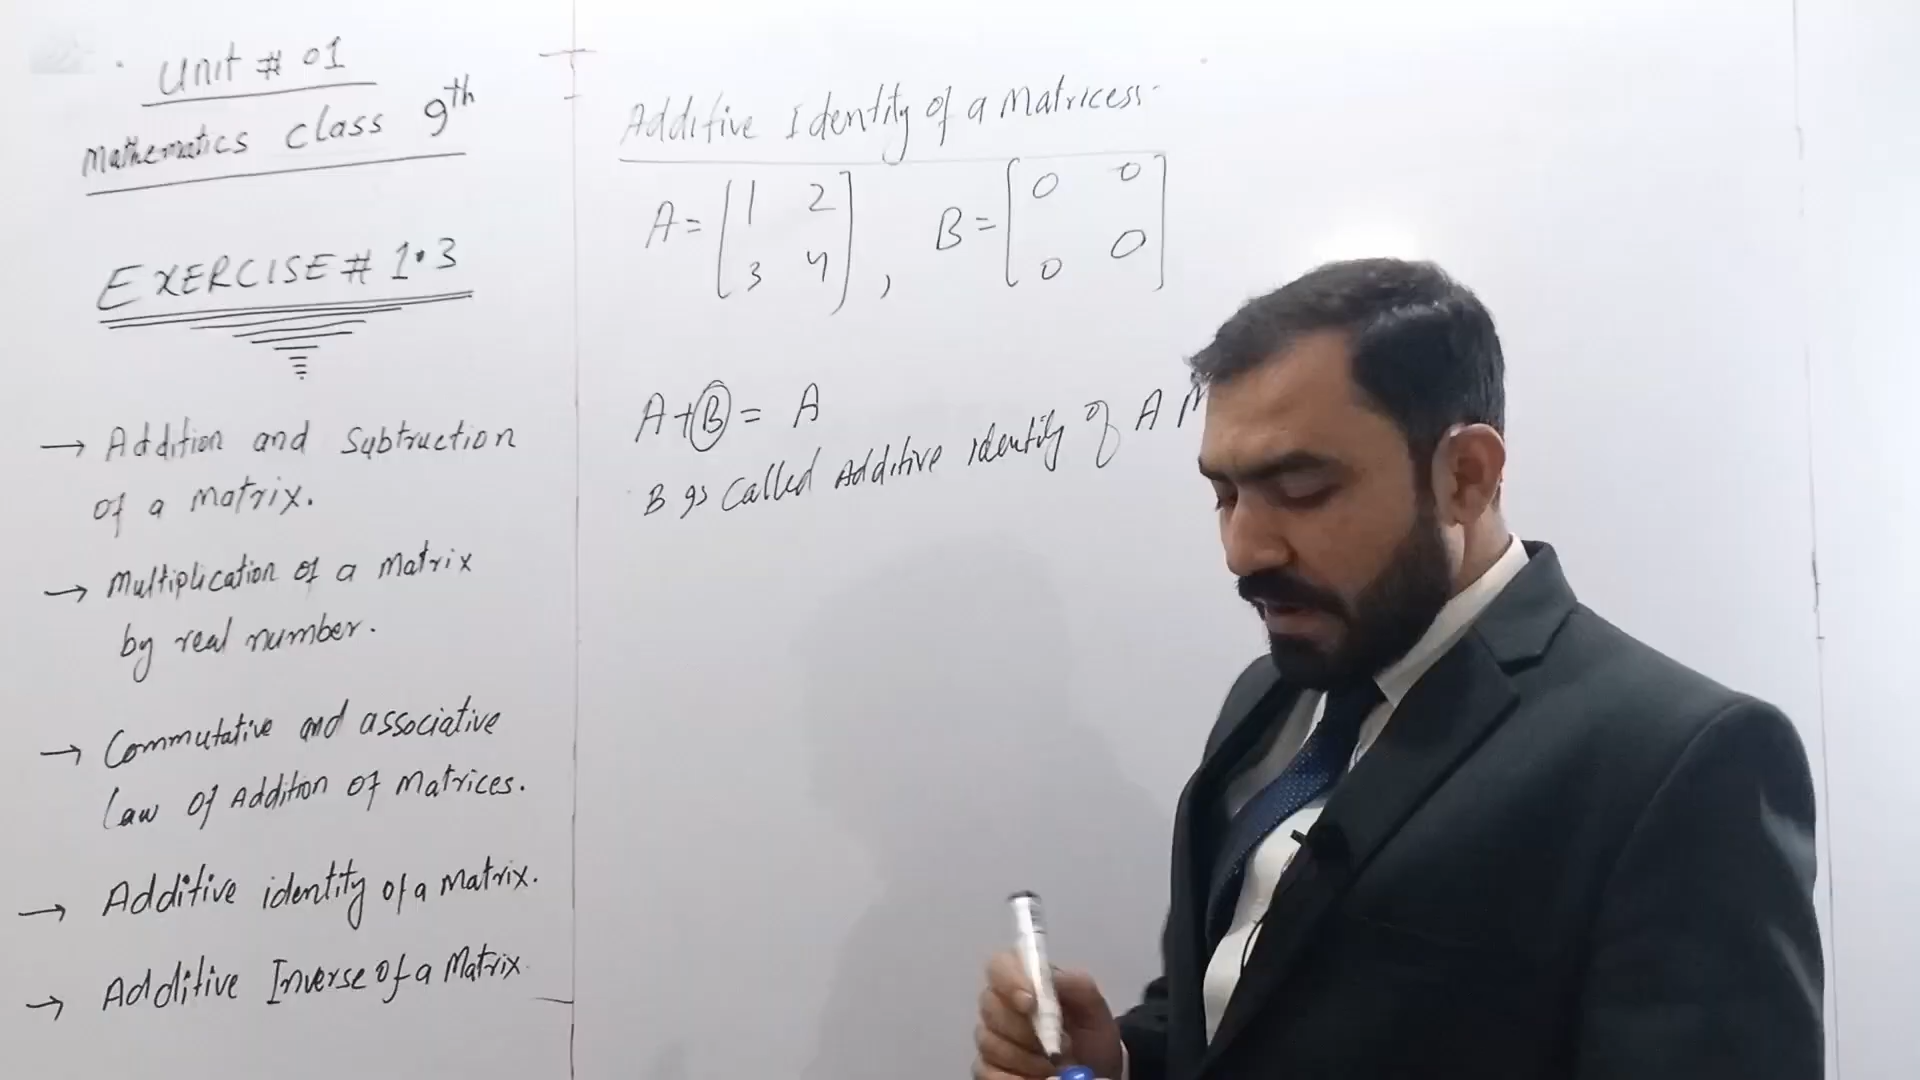 Unit # 01
Mathematics class 9th
EXERCISE # 1.3
→ Addition and Subtruction
of a matrix.
→ Multiplication of a matrix
by real number.
→ Commutative and associative
law of Addition of Matrices.
→ Additive identity of a matrix.
→ Additive Inverse of a Matrix.
Additive Identity of a matricess.
A = [1 2
3 4] , B = [0 0
0 0]
A + B = A
B is called Additive identity of A